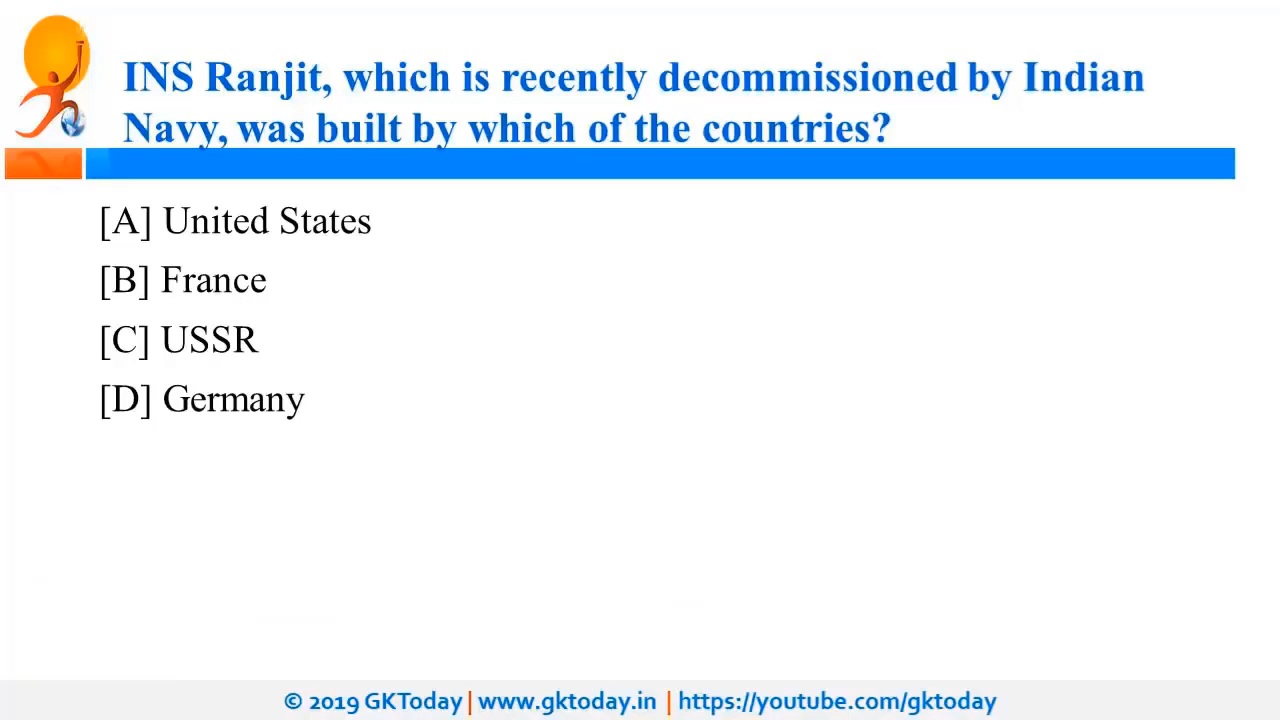 INS Ranjit, which is recently decommissioned by Indian
Navy, was built by which of the countries?
[A] United States
[B] France
[C] USSR
[D] Germany
© 2019 GKToday | www.gktoday.in | https://youtube.com/gktoday